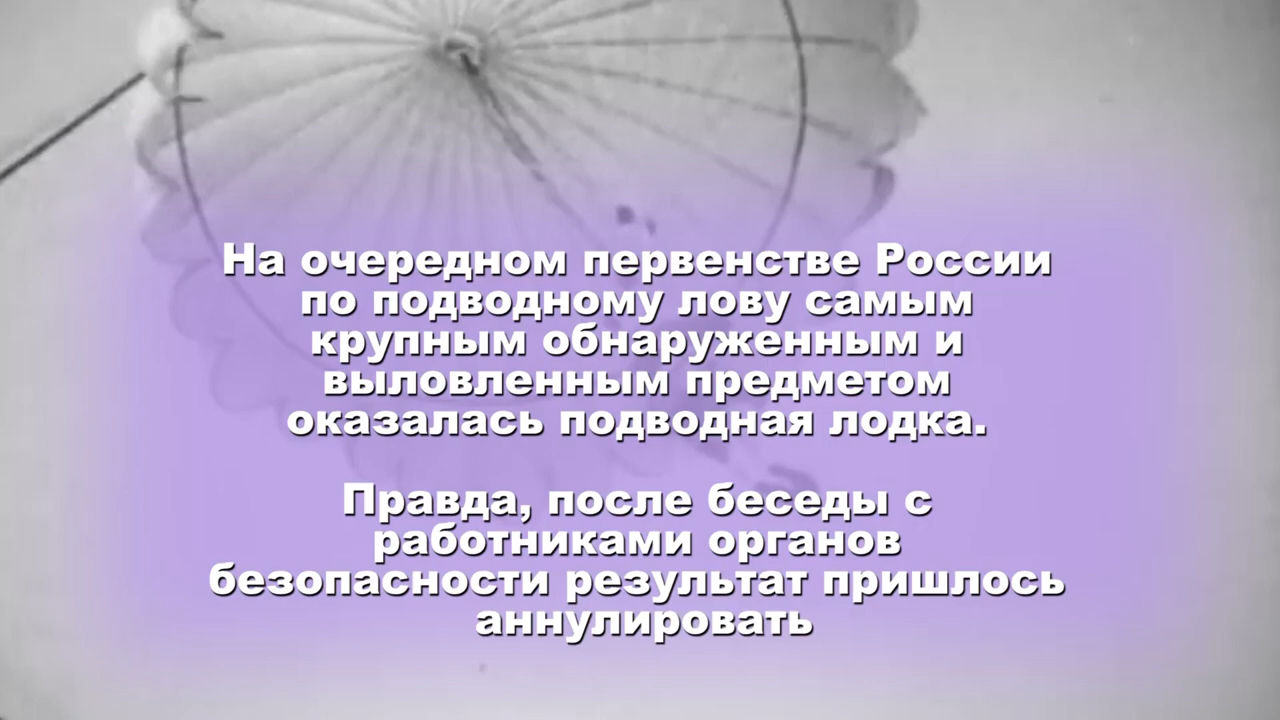 На очередном первенстве России
по подводному лову самым
крупным обнаруженным и
выловленным предметом
оказалась подводная лодка.
Правда, после беседы с
работниками органов
безопасности результат пришлось
аннулировать